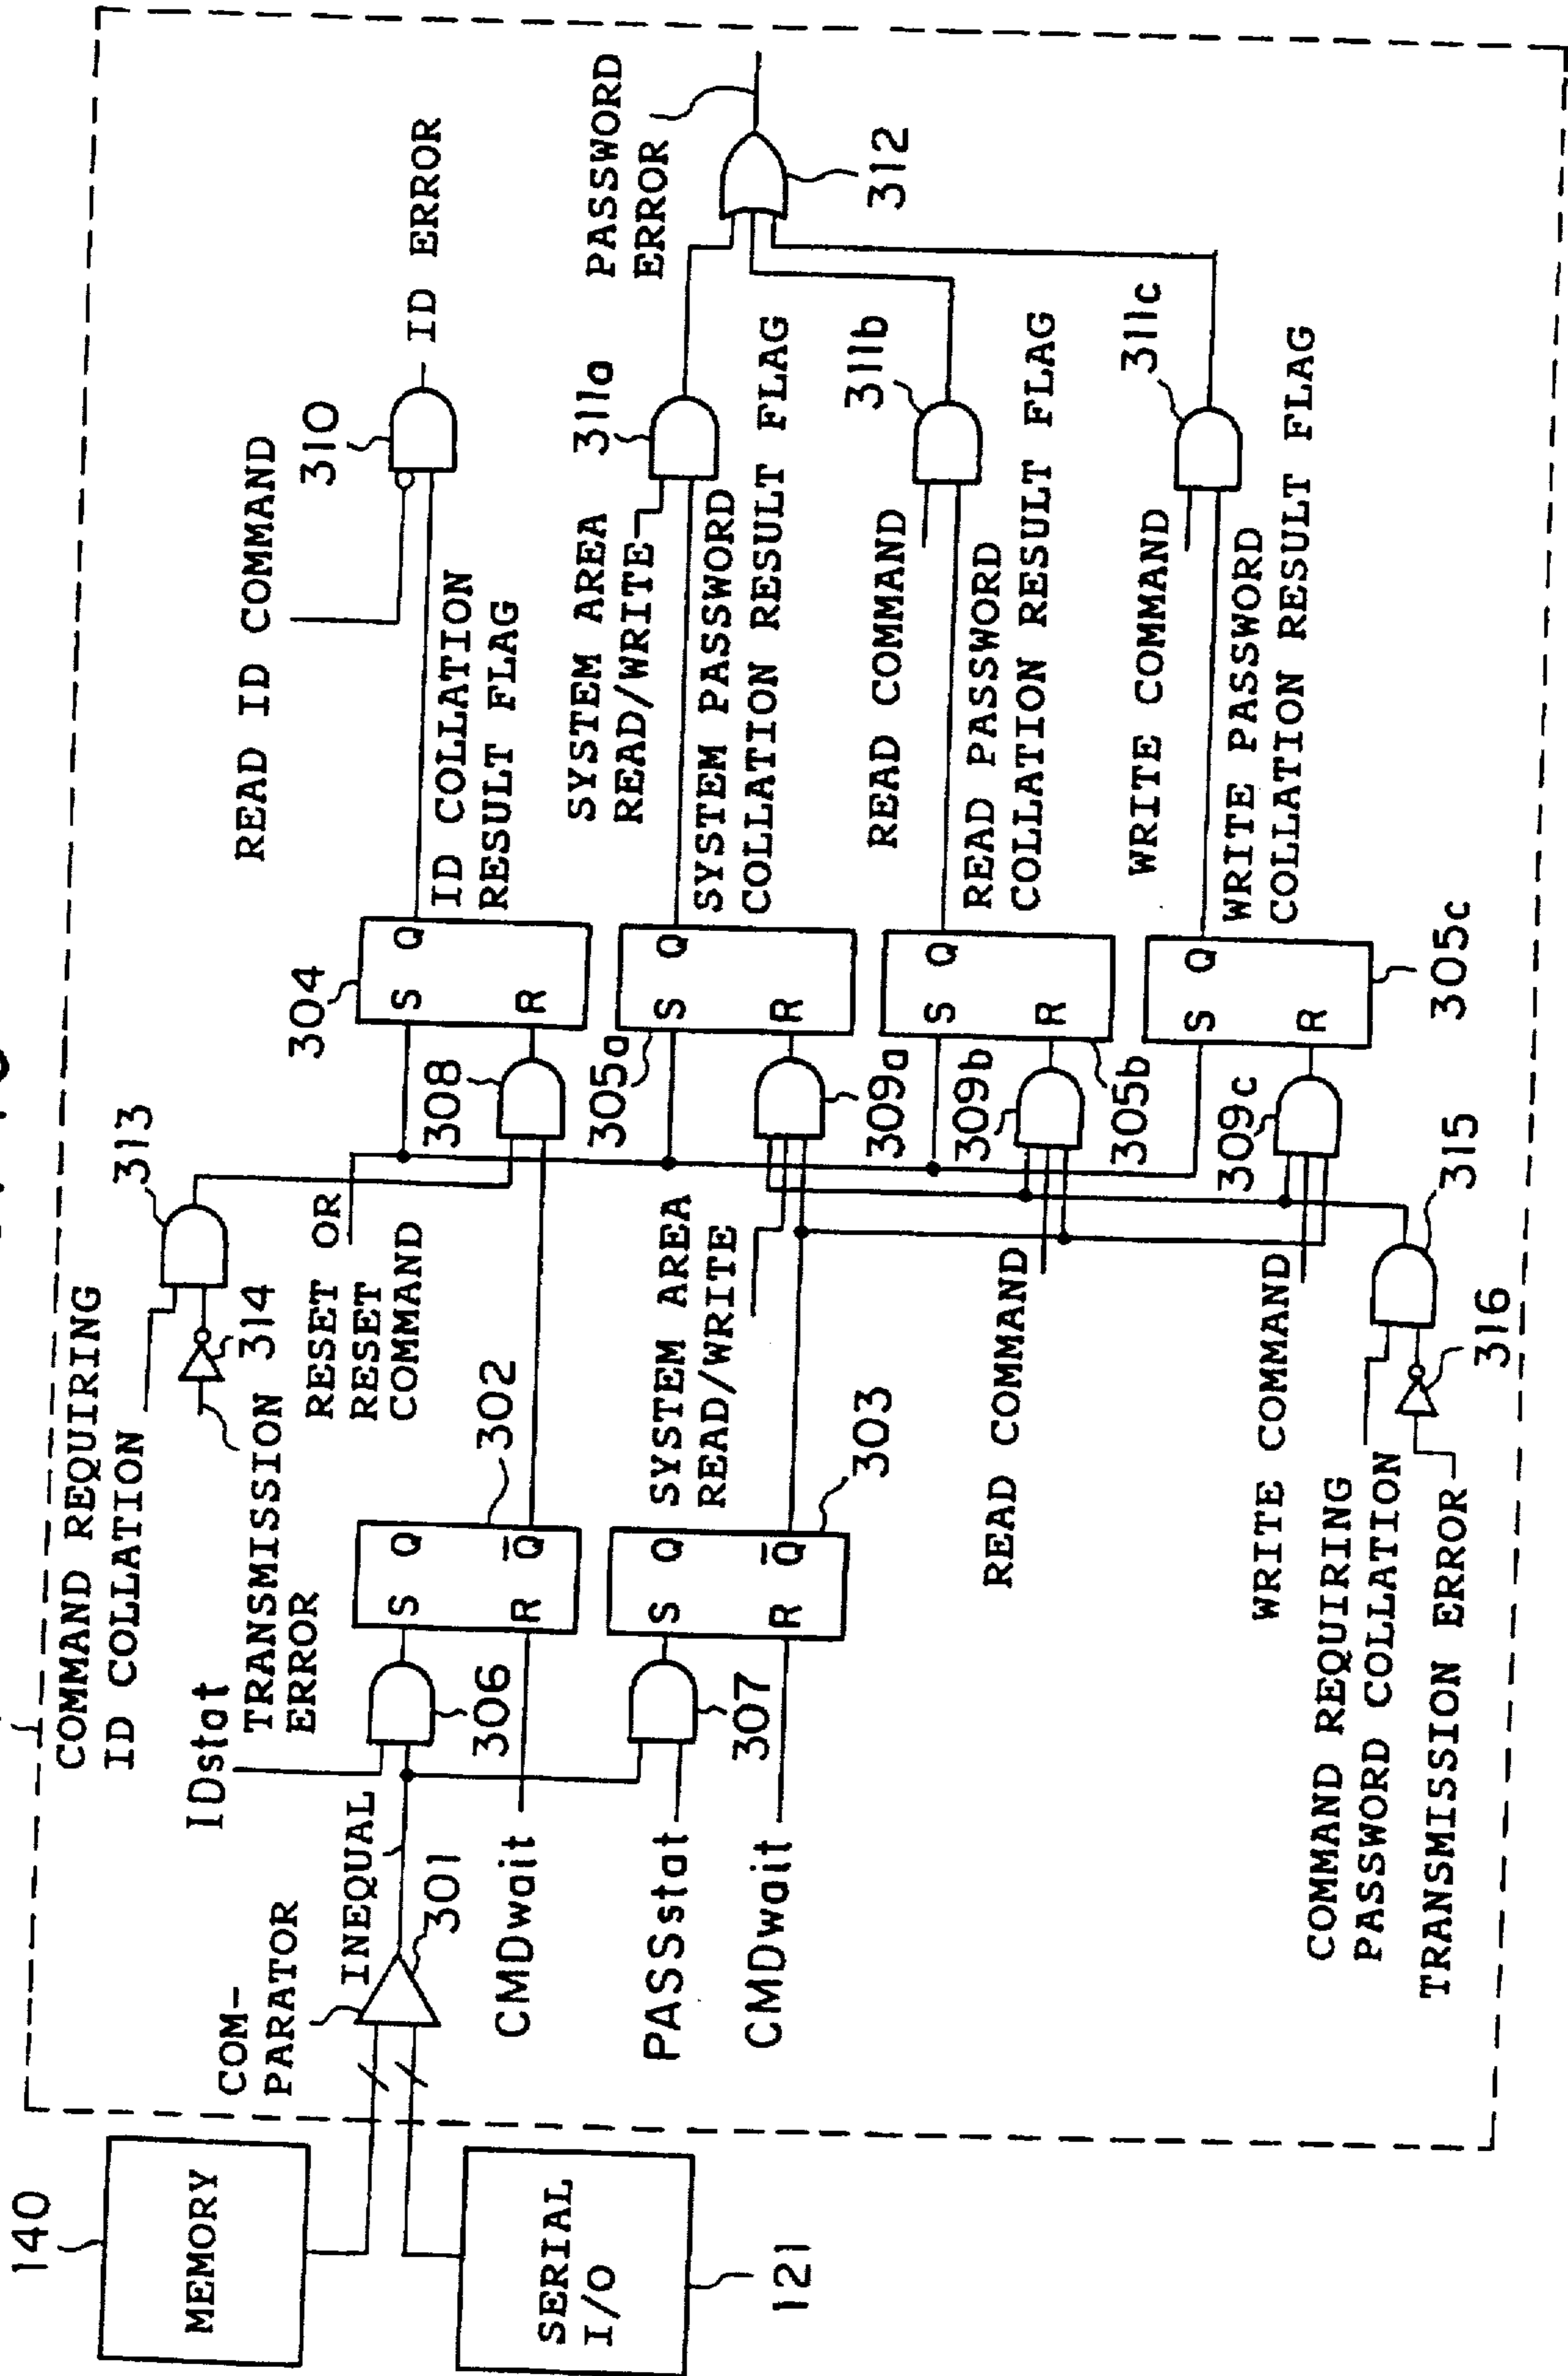 140
MEMORY
SERIAL
I/O
121
COM-
PARATOR
INEQUAL
301
IDstat
CMDwait
PASSstat
CMDwait
306
307
COMMAND REQUIRING
ID COLLATION
TRANSMISSION
ERROR
313
314
RESET OR
RESET
COMMAND
302
S Q
R Q̅
303
S Q
R Q̅
SYSTEM AREA
READ/WRITE
READ COMMAND
WRITE COMMAND
COMMAND REQUIRING
PASSWORD COLLATION
TRANSMISSION ERROR
315
316
304
S Q
R
308
305a
S Q
R
309a
309b
S Q
R
305b
309c
S Q
R
305c
READ ID COMMAND
310
ID ERROR
ID COLLATION
RESULT FLAG
SYSTEM AREA
READ/WRITE
311a
SYSTEM PASSWORD
COLLATION RESULT FLAG
READ COMMAND
311b
READ PASSWORD
COLLATION RESULT FLAG
WRITE COMMAND
311c
WRITE PASSWORD
COLLATION RESULT FLAG
PASSWORD
ERROR
312